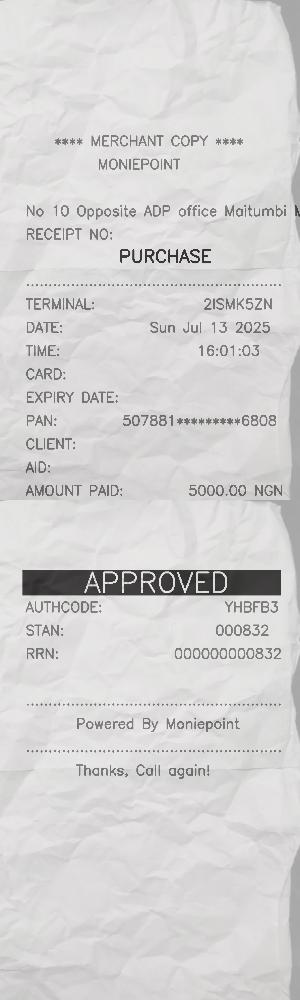 **** MERCHANT COPY ****
MONIEPOINT
No 10 Opposite ADP office Maitumbi
RECEIPT NO:
PURCHASE
TERMINAL: 2ISMK5ZN
DATE: Sun Jul 13 2025
TIME: 16:01:03
CARD:
EXPIRY DATE:
PAN: 507881*********6808
CLIENT:
AID:
AMOUNT PAID: 5000.00 NGN
APPROVED
AUTHCODE: YHBFB3
STAN: 000832
RRN: 000000000832
Powered By Moniepoint
Thanks, Call again!